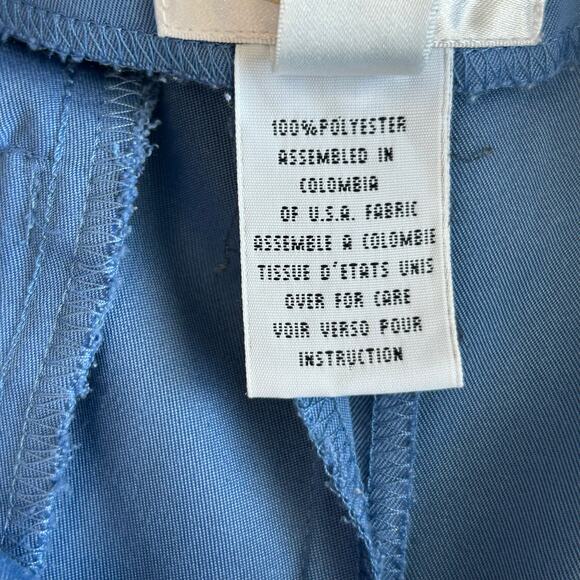 100%POLYESTER
ASSEMBLED IN
COLOMBIA
OF U.S.A. FABRIC
ASSEMBLE A COLOMBIE
TISSUE D'ETATS UNIS
OVER FOR CARE
VOIR VERSO POUR
INSTRUCTION